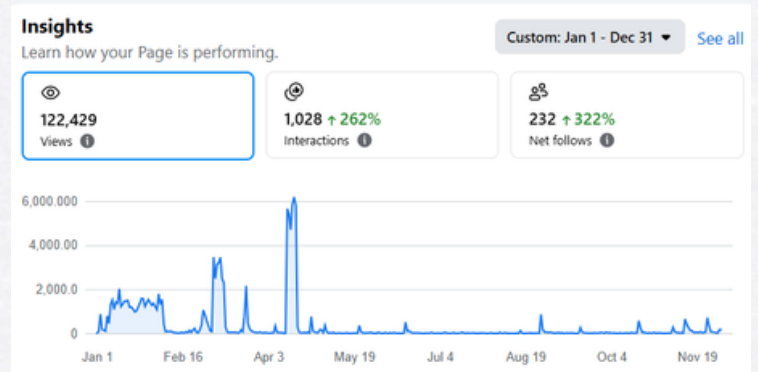 Insights
Learn how your Page is performing.
Custom: Jan 1 - Dec 31
See all
122,429
Views
1,028 ↑ 262%
Interactions
232 ↑ 322%
Net follows
6,000.000
4,000.00
2,000.0
0
Jan 1 Feb 16 Apr 3 May 19 Jul 4 Aug 19 Oct 4 Nov 19